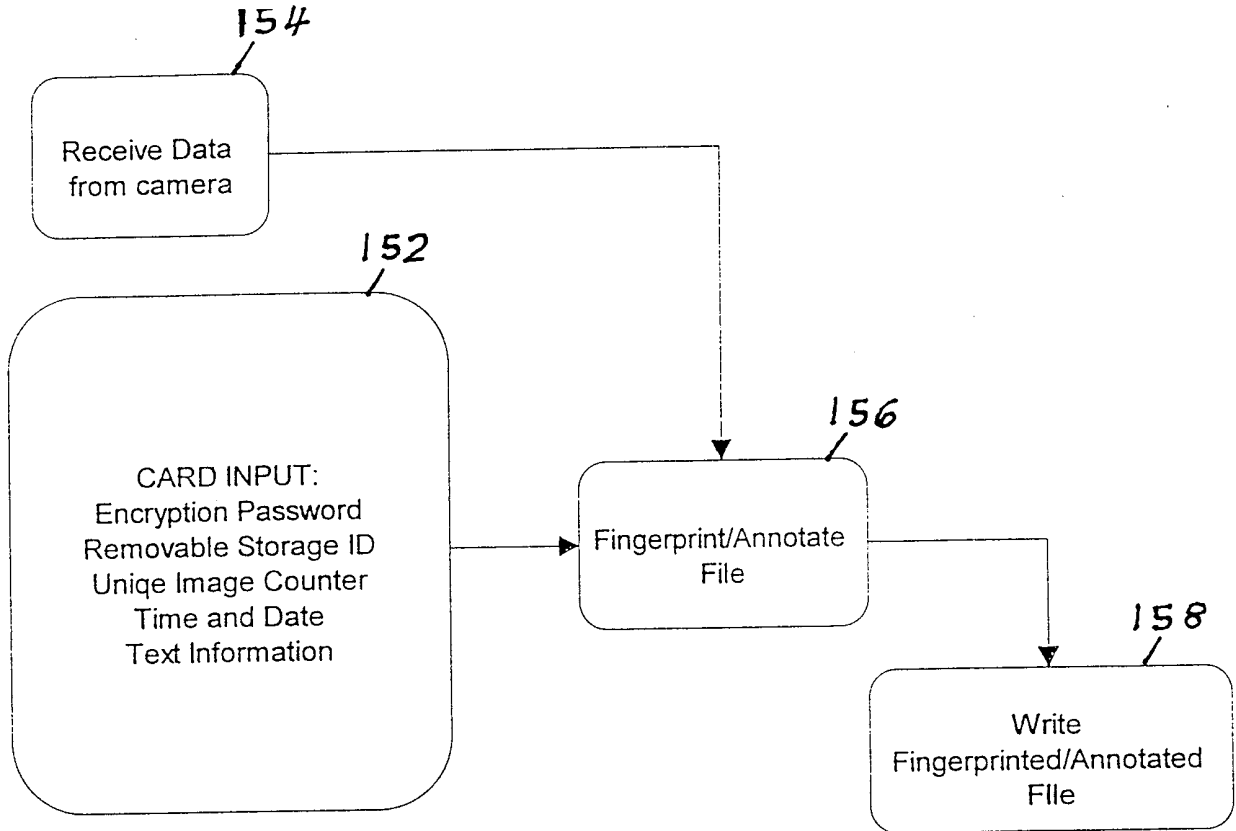 154
Receive Data
from camera
152
CARD INPUT:
Encryption Password
Removable Storage ID
Uniqe Image Counter
Time and Date
Text Information
156
Fingerprint/Annotate
File
158
Write
Fingerprinted/Annotated
FIle